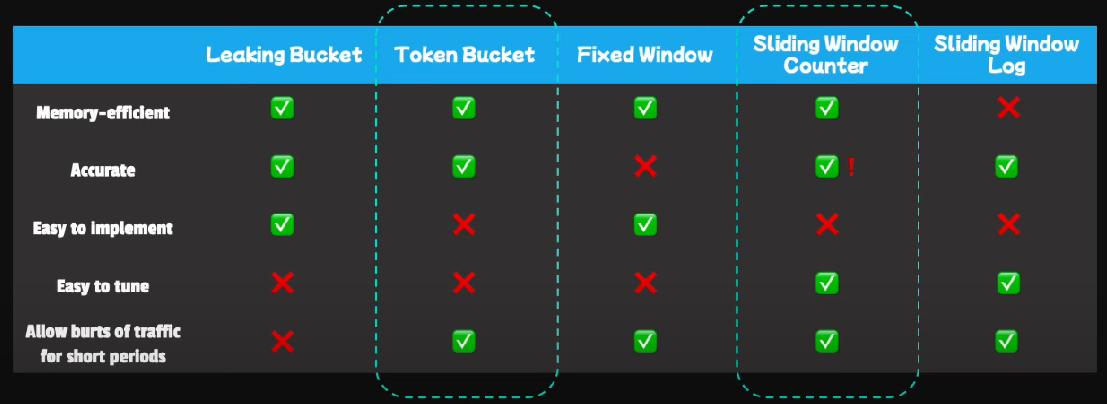 Leaking Bucket Token Bucket Fixed Window Sliding Window Counter Sliding Window Log
Memory-efficient ✅ ✅ ✅ ✅ ❌
Accurate ✅ ✅ ❌ ✅ ! ✅
Easy to implement ✅ ❌ ✅ ❌ ❌
Easy to tune ❌ ❌ ❌ ✅ ✅
Allow burts of traffic
for short periods ❌ ✅ ✅ ✅ ✅